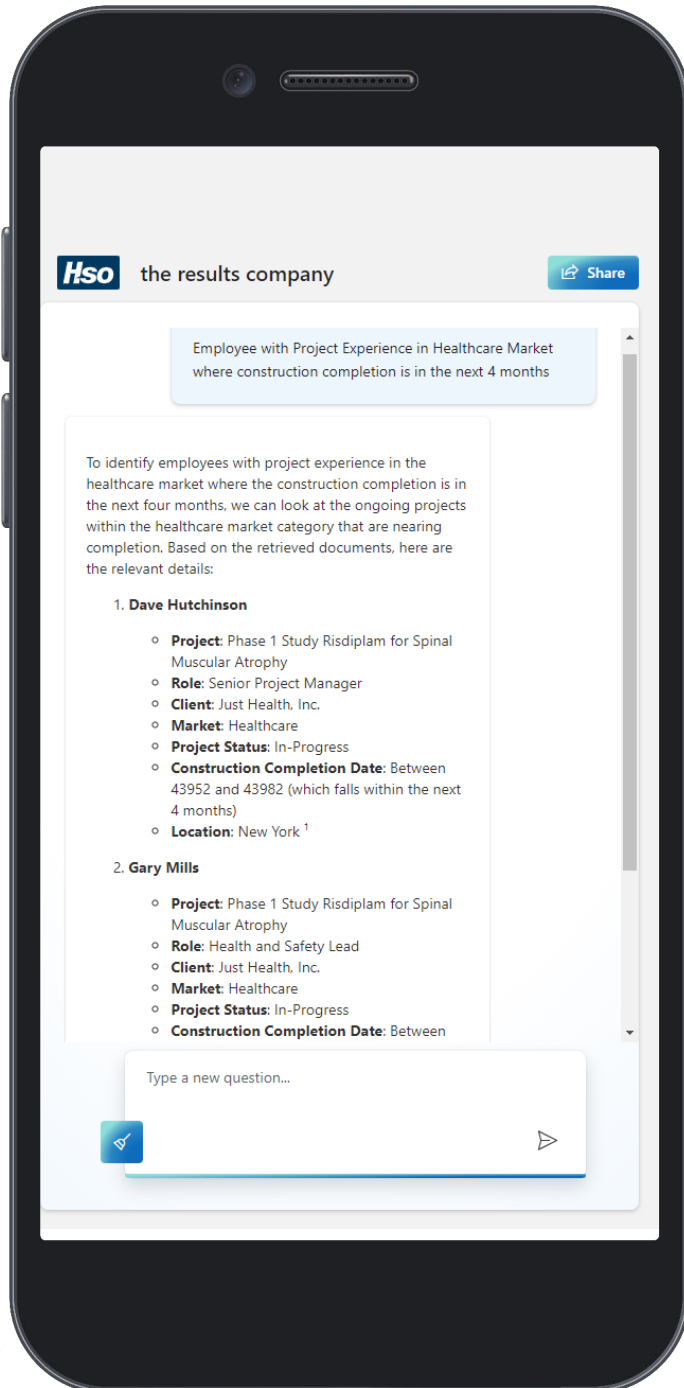 Hso the results company
Share
Employee with Project Experience in Healthcare Market
where construction completion is in the next 4 months
To identify employees with project experience in the
healthcare market where the construction completion is in
the next four months, we can look at the ongoing projects
within the healthcare market category that are nearing
completion. Based on the retrieved documents, here are
the relevant details:
1. Dave Hutchinson
Project: Phase 1 Study Risdiplam for Spinal
Muscular Atrophy
Role: Senior Project Manager
Client: Just Health, Inc.
Market: Healthcare
Project Status: In-Progress
Construction Completion Date: Between
43952 and 43982 (which falls within the next
4 months)
Location: New York 1
2. Gary Mills
Project: Phase 1 Study Risdiplam for Spinal
Muscular Atrophy
Role: Health and Safety Lead
Client: Just Health, Inc.
Market: Healthcare
Project Status: In-Progress
Construction Completion Date: Between
Type a new question...